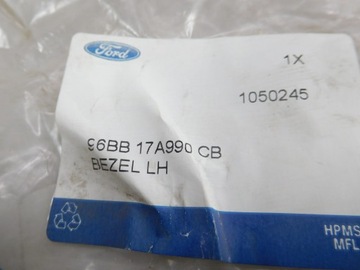 Ford
1X
1050245
96BB 17A990 CB
BEZEL LH
HPMS
MFL